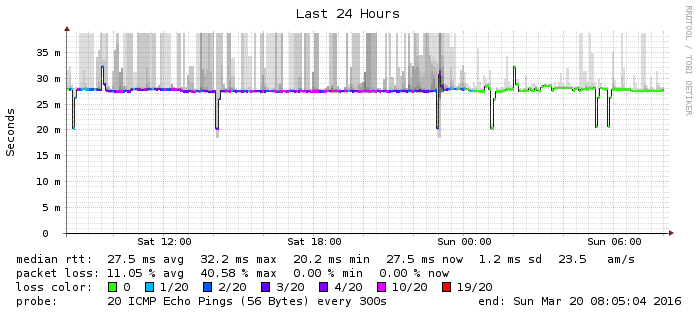 Last 24 Hours
RRDTOOL / TOBI OETIKER
Seconds
35 m
30 m
25 m
20 m
15 m
10 m
5 m
0
Sat 12:00 Sat 18:00 Sun 00:00 Sun 06:00
median rtt: 27.5 ms avg 32.2 ms max 20.2 ms min 27.5 ms now 1.2 ms sd 23.5 am/s
packet loss: 11.05 % avg 40.58 % max 0.00 % min 0.00 % now
loss color: 0 1/20 2/20 3/20 4/20 10/20 19/20
probe: 20 ICMP Echo Pings (56 Bytes) every 300s end: Sun Mar 20 08:05:04 2016